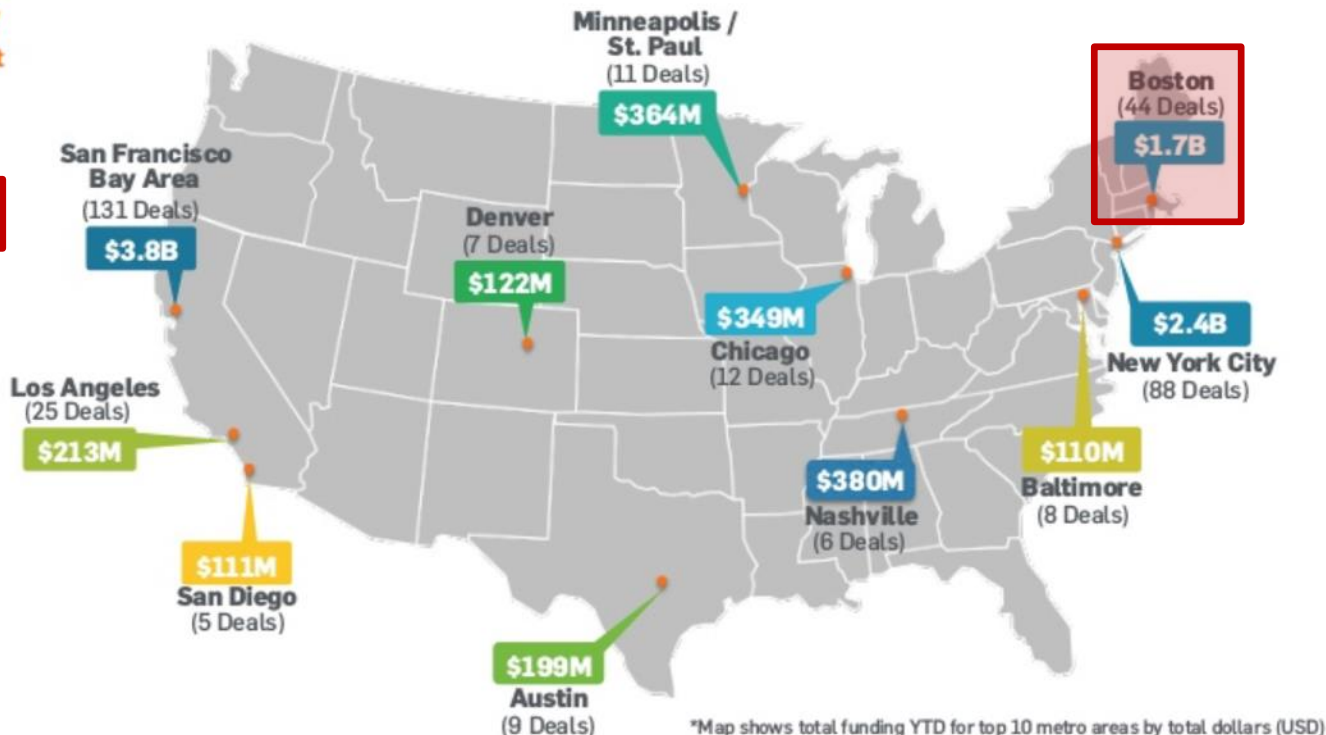 t
Minneapolis /
St. Paul
(11 Deals)
$364M
Boston
(44 Deals)
$1.7B
San Francisco
Bay Area
(131 Deals)
$3.8B
Denver
(7 Deals)
$122M
$349M
Chicago
(12 Deals)
$2.4B
New York City
(88 Deals)
Los Angeles
(25 Deals)
$213M
$380M
Nashville
(6 Deals)
$110M
Baltimore
(8 Deals)
$111M
San Diego
(5 Deals)
$199M
Austin
(9 Deals)
*Map shows total funding YTD for top 10 metro areas by total dollars (USD)